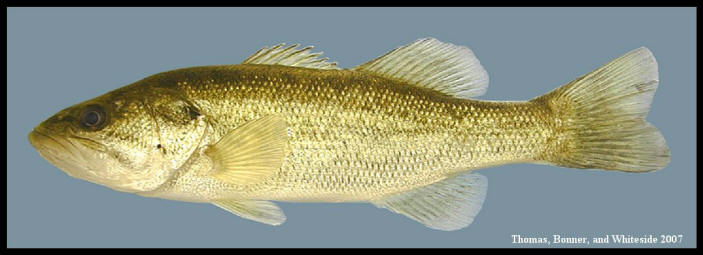 Thomas, Bonner, and Whiteside 2007